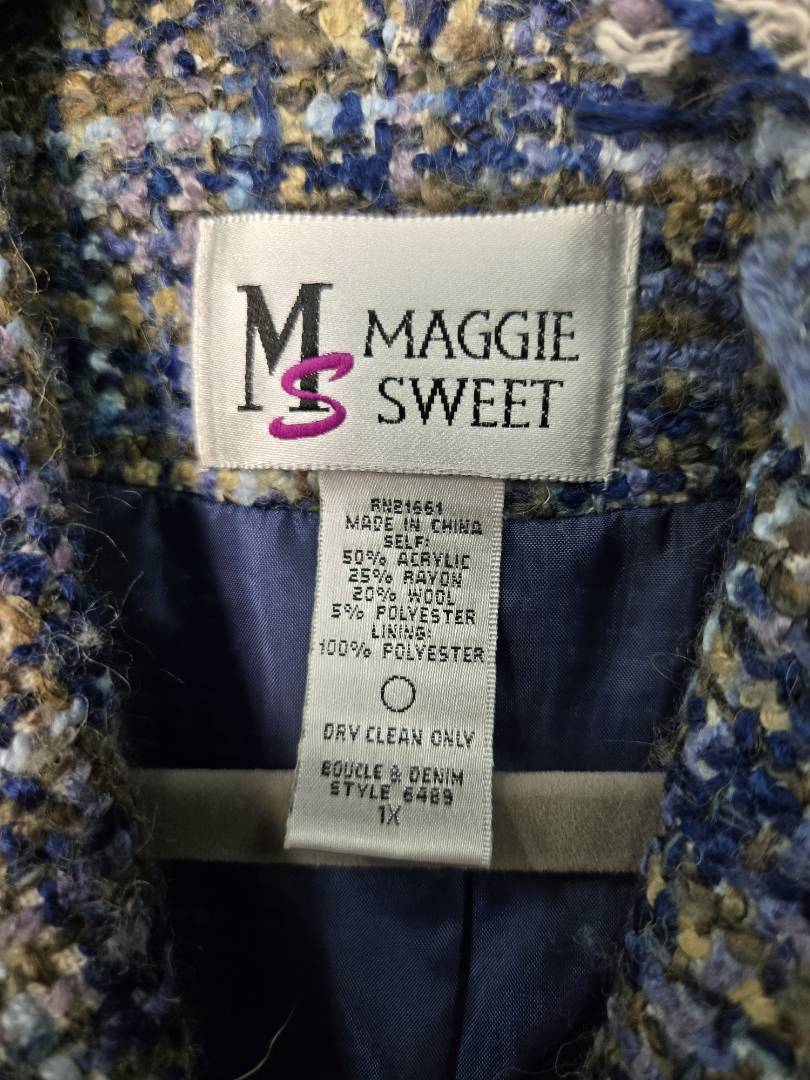 MS
MAGGIE
SWEET
RN21661
MADE IN CHINA
SELF:
50% ACRYLIC
25% RAYON
20% WOOL
5% POLYESTER
LINING:
100% POLYESTER
DRY CLEAN ONLY
BOUCLE & DENIM
STYLE 6489
1X